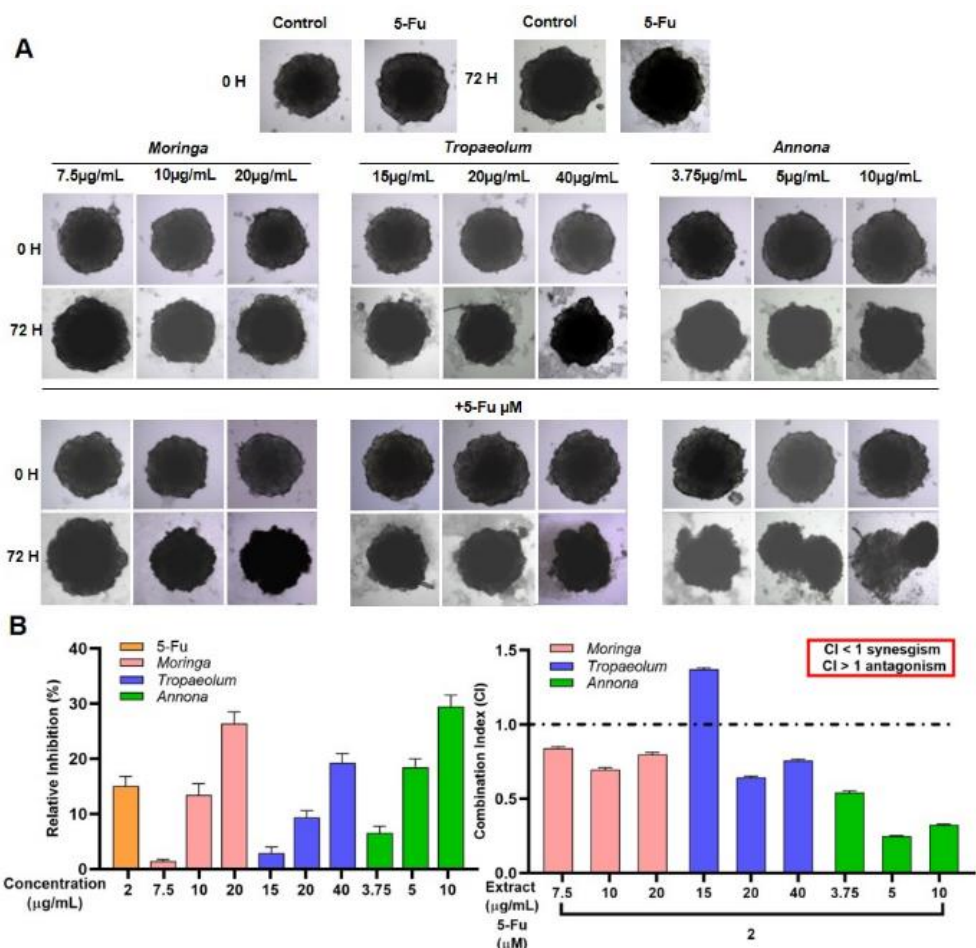 A
Control 5-Fu Control 5-Fu
0 H 72 H
Moringa Tropaeolum Annona
7.5µg/mL 10µg/mL 20µg/mL 15µg/mL 20µg/mL 40µg/mL 3.75µg/mL 5µg/mL 10µg/mL
0 H
72 H
+5-Fu µM
0 H
72 H
B
Relative Inhibition (%)
40
30
20
10
0
5-Fu
Moringa
Tropaeolum
Annona
Concentration
(µg/mL)
2 7.5 10 20 15 20 40 3.75 5 10
Combination Index (CI)
1.5
1.0
0.5
0.0
Moringa
Tropaeolum
Annona
CI < 1 synesgism
CI > 1 antagonism
Extract
(µg/mL)
7.5 10 20 15 20 40 3.75 5 10
5-Fu
(µM)
2